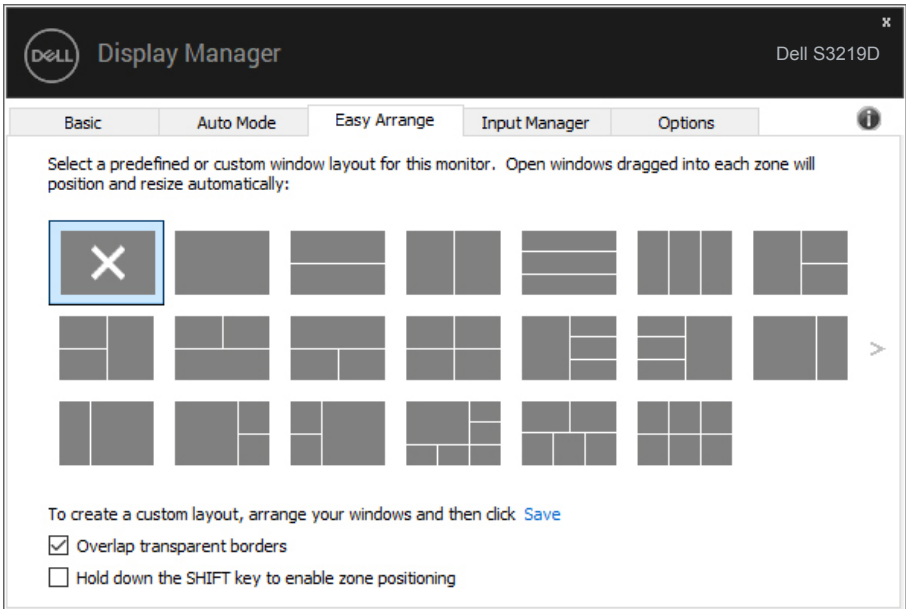 x
DELL
Display Manager
Dell S3219D
Basic
Auto Mode
Easy Arrange
Input Manager
Options
i
Select a predefined or custom window layout for this monitor. Open windows dragged into each zone will
position and resize automatically:
>
To create a custom layout, arrange your windows and then click Save
Overlap transparent borders
Hold down the SHIFT key to enable zone positioning